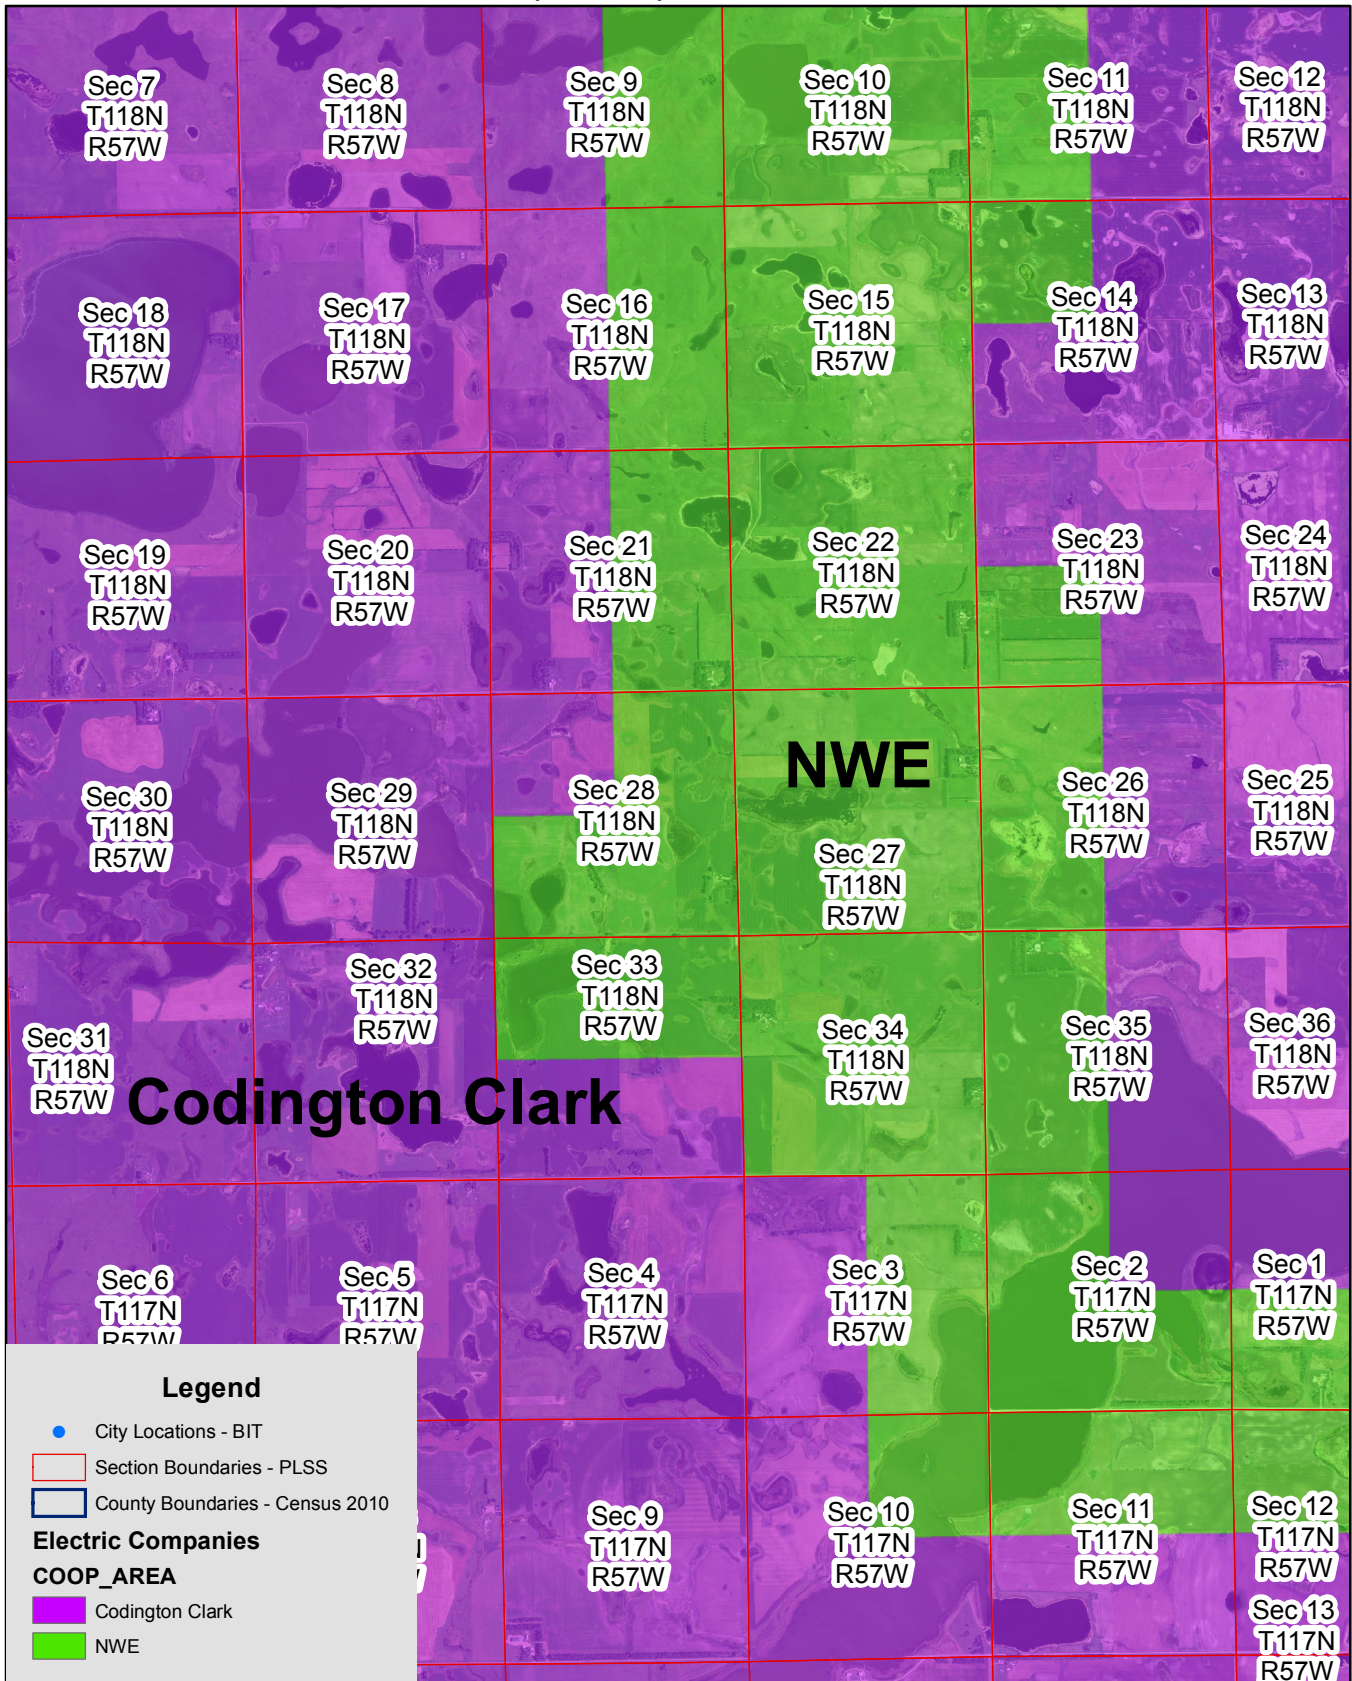 Sec 7
T118N
R57W
Sec 8
T118N
R57W
Sec 9
T118N
R57W
Sec 10
T118N
R57W
Sec 11
T118N
R57W
Sec 12
T118N
R57W
Sec 18
T118N
R57W
Sec 17
T118N
R57W
Sec 16
T118N
R57W
Sec 15
T118N
R57W
Sec 14
T118N
R57W
Sec 13
T118N
R57W
Sec 19
T118N
R57W
Sec 20
T118N
R57W
Sec 21
T118N
R57W
Sec 22
T118N
R57W
Sec 23
T118N
R57W
Sec 24
T118N
R57W
NWE
Sec 30
T118N
R57W
Sec 29
T118N
R57W
Sec 28
T118N
R57W
Sec 27
T118N
R57W
Sec 26
T118N
R57W
Sec 25
T118N
R57W
Sec 31
T118N
R57W
Sec 32
T118N
R57W
Sec 33
T118N
R57W
Sec 34
T118N
R57W
Sec 35
T118N
R57W
Sec 36
T118N
R57W
Codington Clark
Sec 6
T117N
R57W
Sec 5
T117N
R57W
Sec 4
T117N
R57W
Sec 3
T117N
R57W
Sec 2
T117N
R57W
Sec 1
T117N
R57W
Sec 9
T117N
R57W
Sec 10
T117N
R57W
Sec 11
T117N
R57W
Sec 12
T117N
R57W
Sec 13
T117N
R57W
Legend
City Locations - BIT
Section Boundaries - PLSS
County Boundaries - Census 2010
Electric Companies
COOP_AREA
Codington Clark
NWE